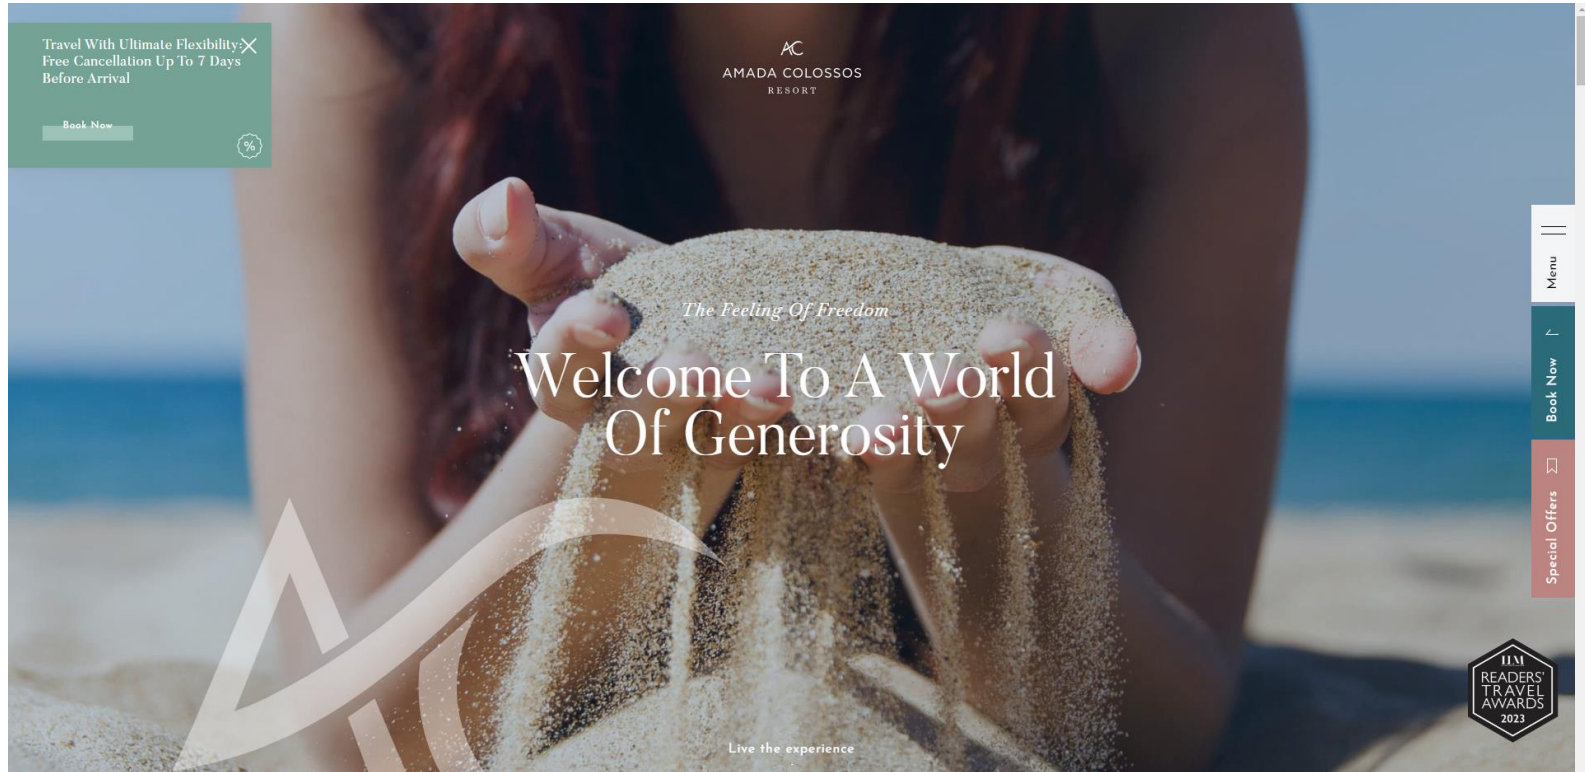 Travel With Ultimate Flexibility:
Free Cancellation Up To 7 Days
Before Arrival
Book Now
%
AC
AMADA COLOSSOS
RESORT
The Feeling Of Freedom
Welcome To A World
Of Generosity
Menu
Book Now
Special Offers
AC
IIM
READERS'
TRAVEL
AWARDS
2023
Live the experience